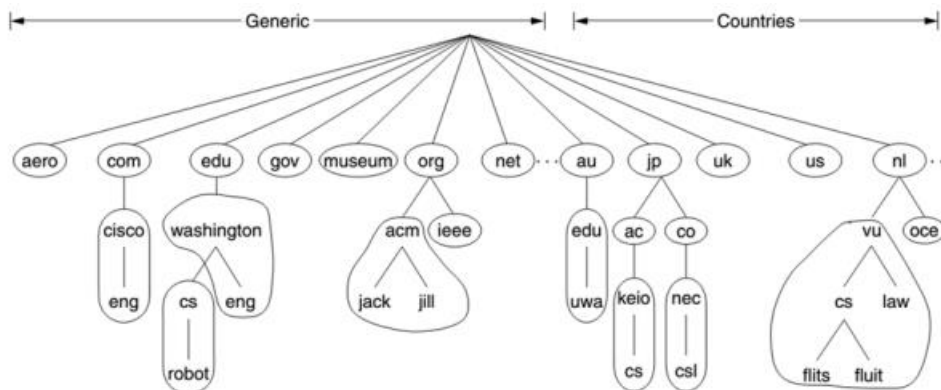 Generic Countries
aero com edu gov museum org net au jp uk us nl
cisco washington acm ieee edu ac co vu oce
eng cs eng jack jill uwa keio nec cs law
robot cs csl flits fluit